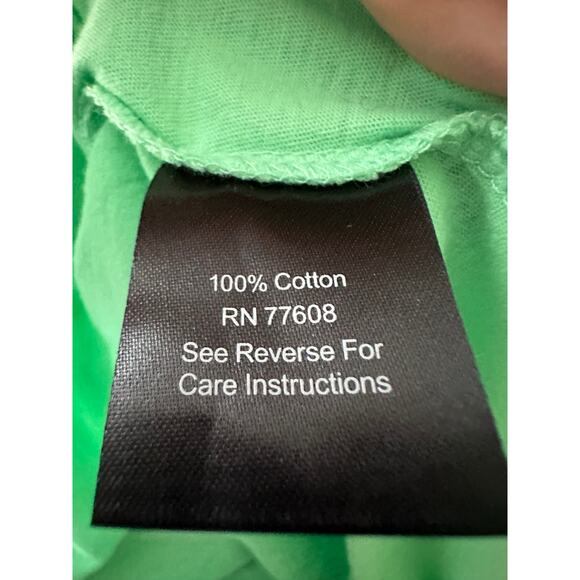 100% Cotton
RN 77608
See Reverse For
Care Instructions